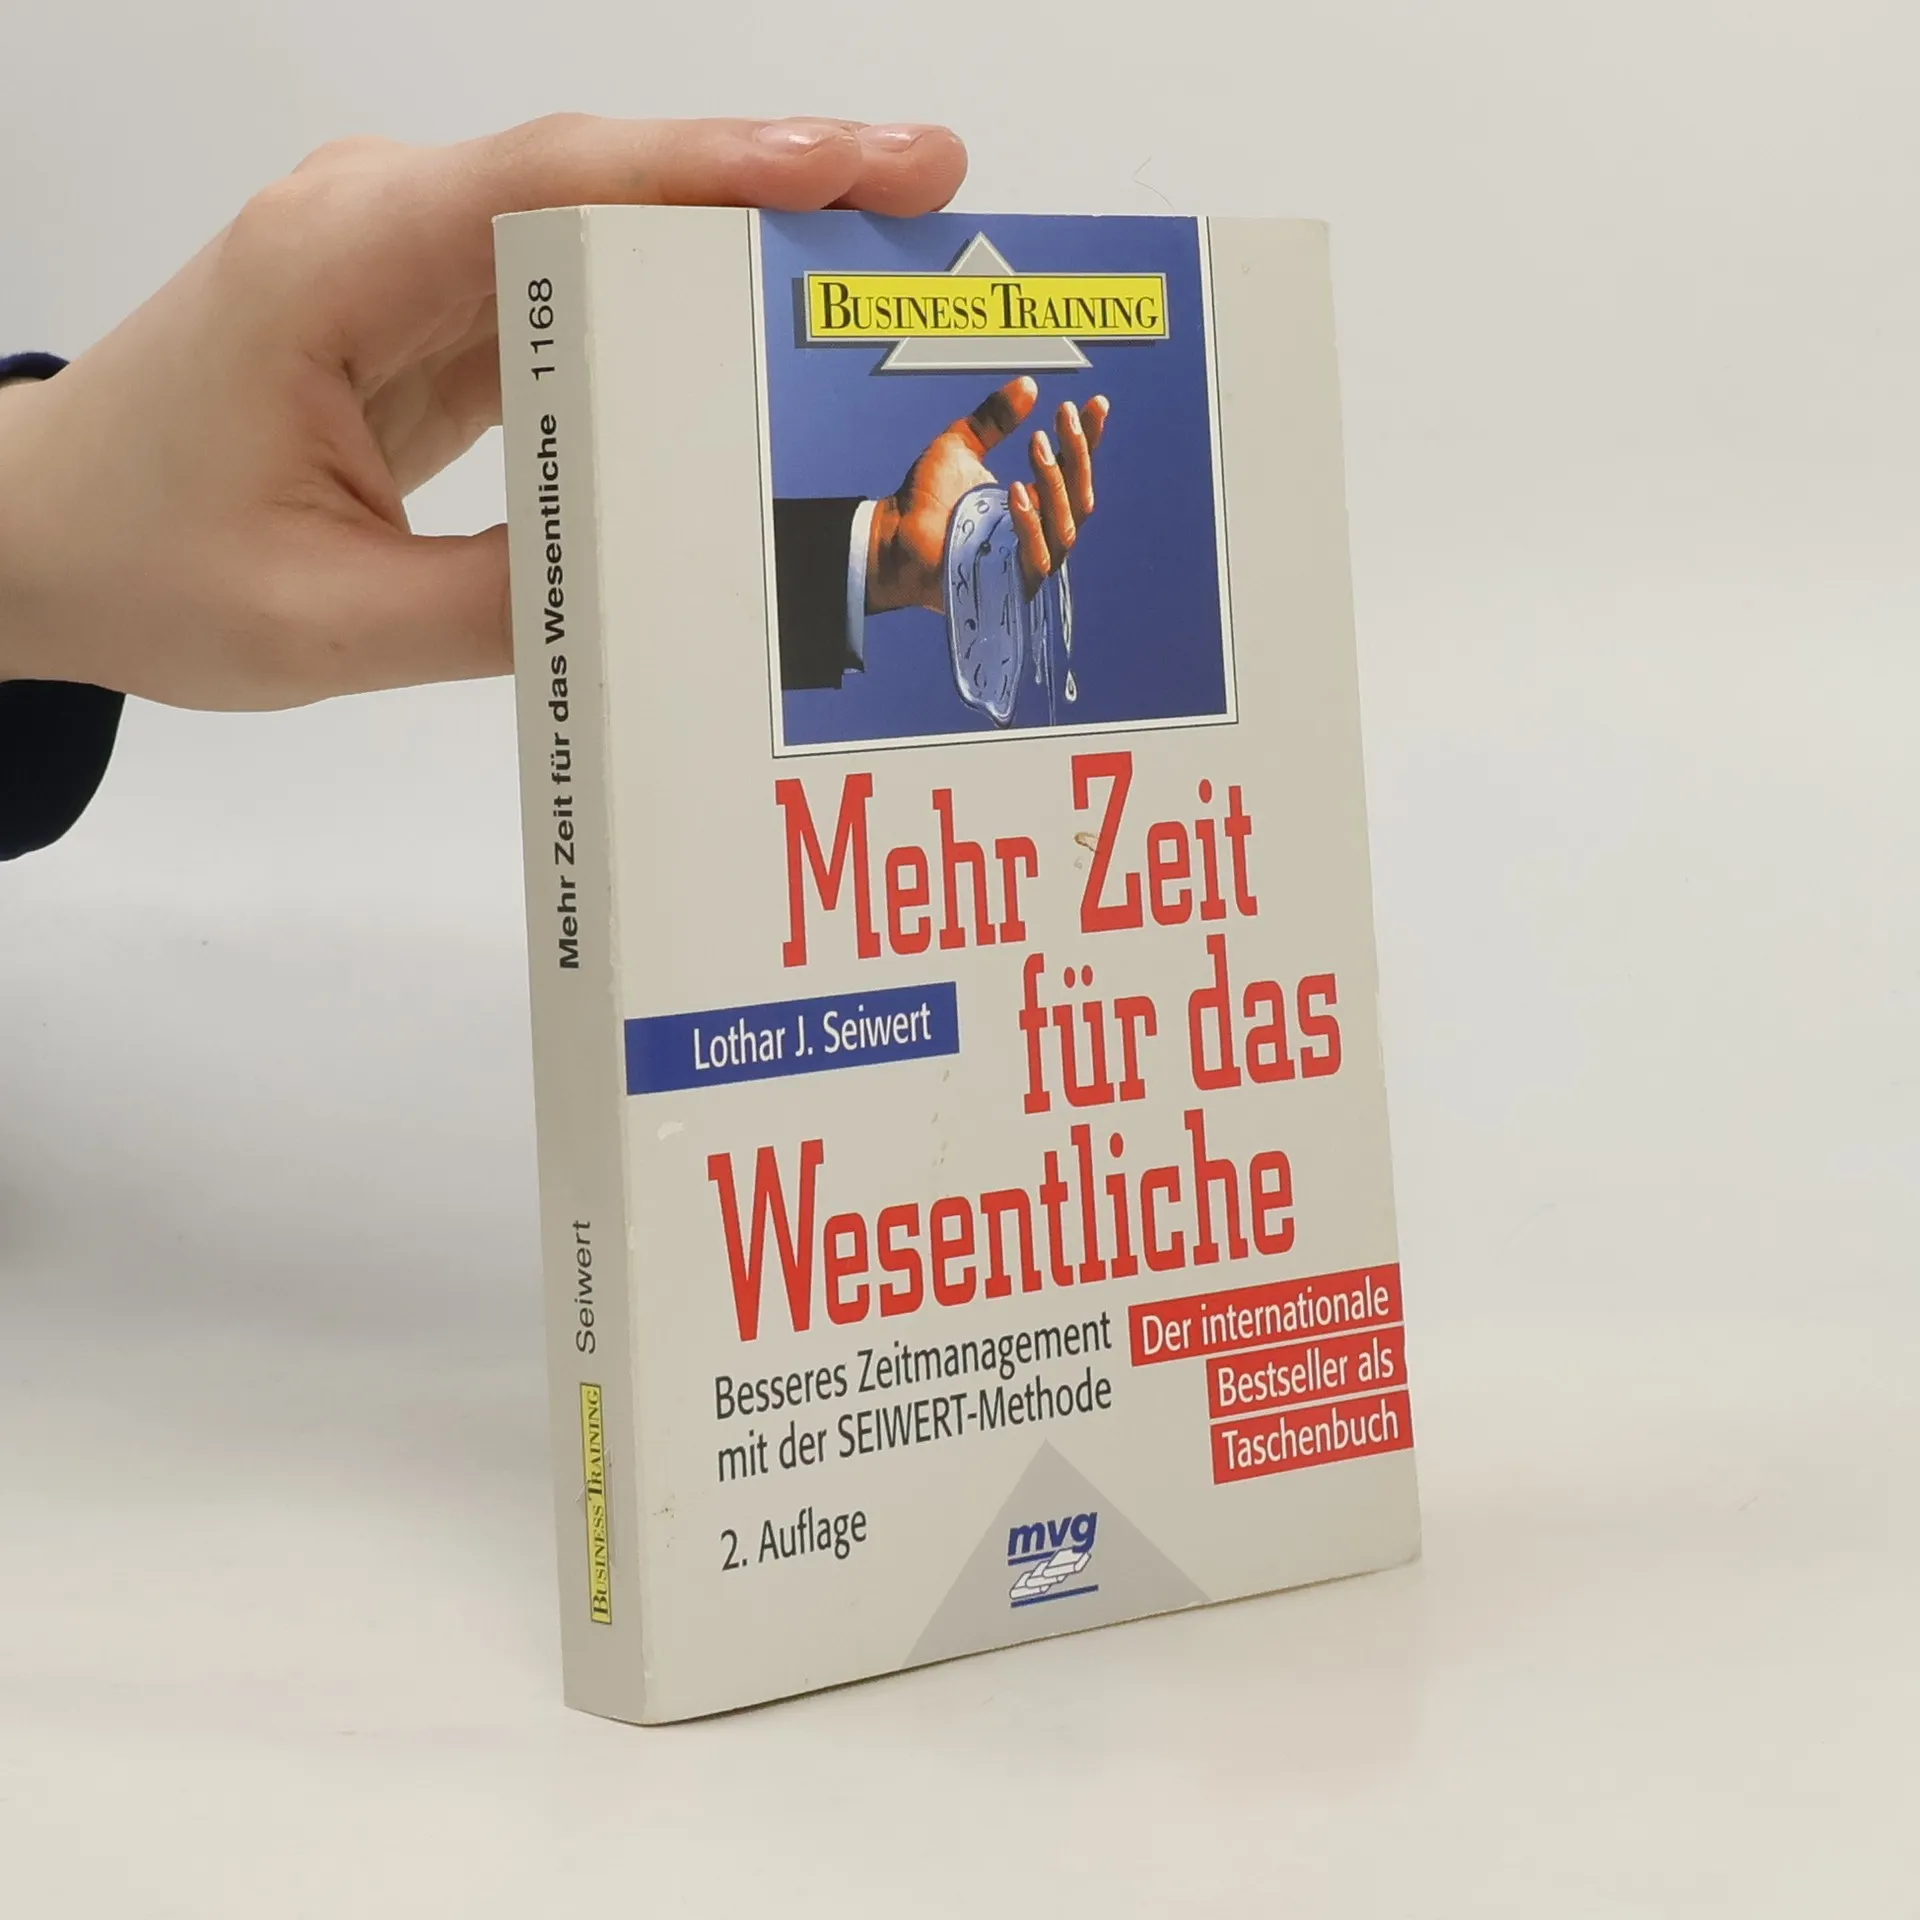 Mehr Zeit für das Wesentliche 1168
Seiwert
BUSINESS TRAINING
BUSINESS TRAINING
Mehr Zeit
für das
Lothar J. Seiwert
Wesentliche
Besseres Zeitmanagement
mit der SEIWERT-Methode
Der internationale
Bestseller als
Taschenbuch
2. Auflage
mvg